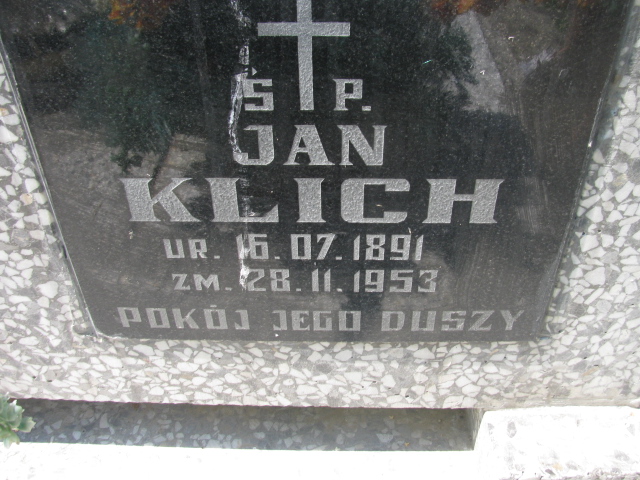 Ś P.
JAN
KLICH
UR. 16.07.1891
ZM. 28.11.1953
POKÓJ JEGO DUSZY